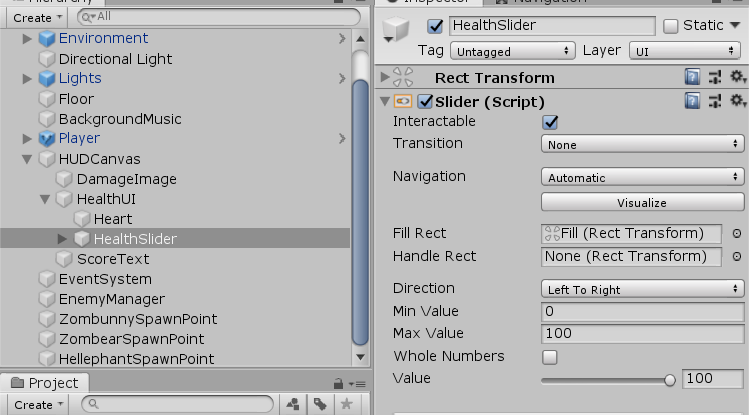 Hierarchy
Create
All
Environment
Directional Light
Lights
Floor
BackgroundMusic
Player
HUDCanvas
DamageImage
HealthUI
Heart
HealthSlider
ScoreText
EventSystem
EnemyManager
ZombunnySpawnPoint
ZombearSpawnPoint
HellephantSpawnPoint
Project
Create
Inspector
Navigation
HealthSlider
Static
Tag Untagged Layer UI
Rect Transform
Slider (Script)
Interactable
Transition None
Navigation Automatic
Visualize
Fill Rect Fill (Rect Transform)
Handle Rect None (Rect Transform)
Direction Left To Right
Min Value 0
Max Value 100
Whole Numbers
Value 100